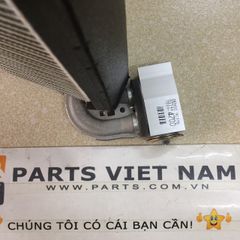 PARTS VIET NAM
- WWW.PARTS.COM.VN -
CHÚNG TÔI CÓ CÁI BẠN CẦN!